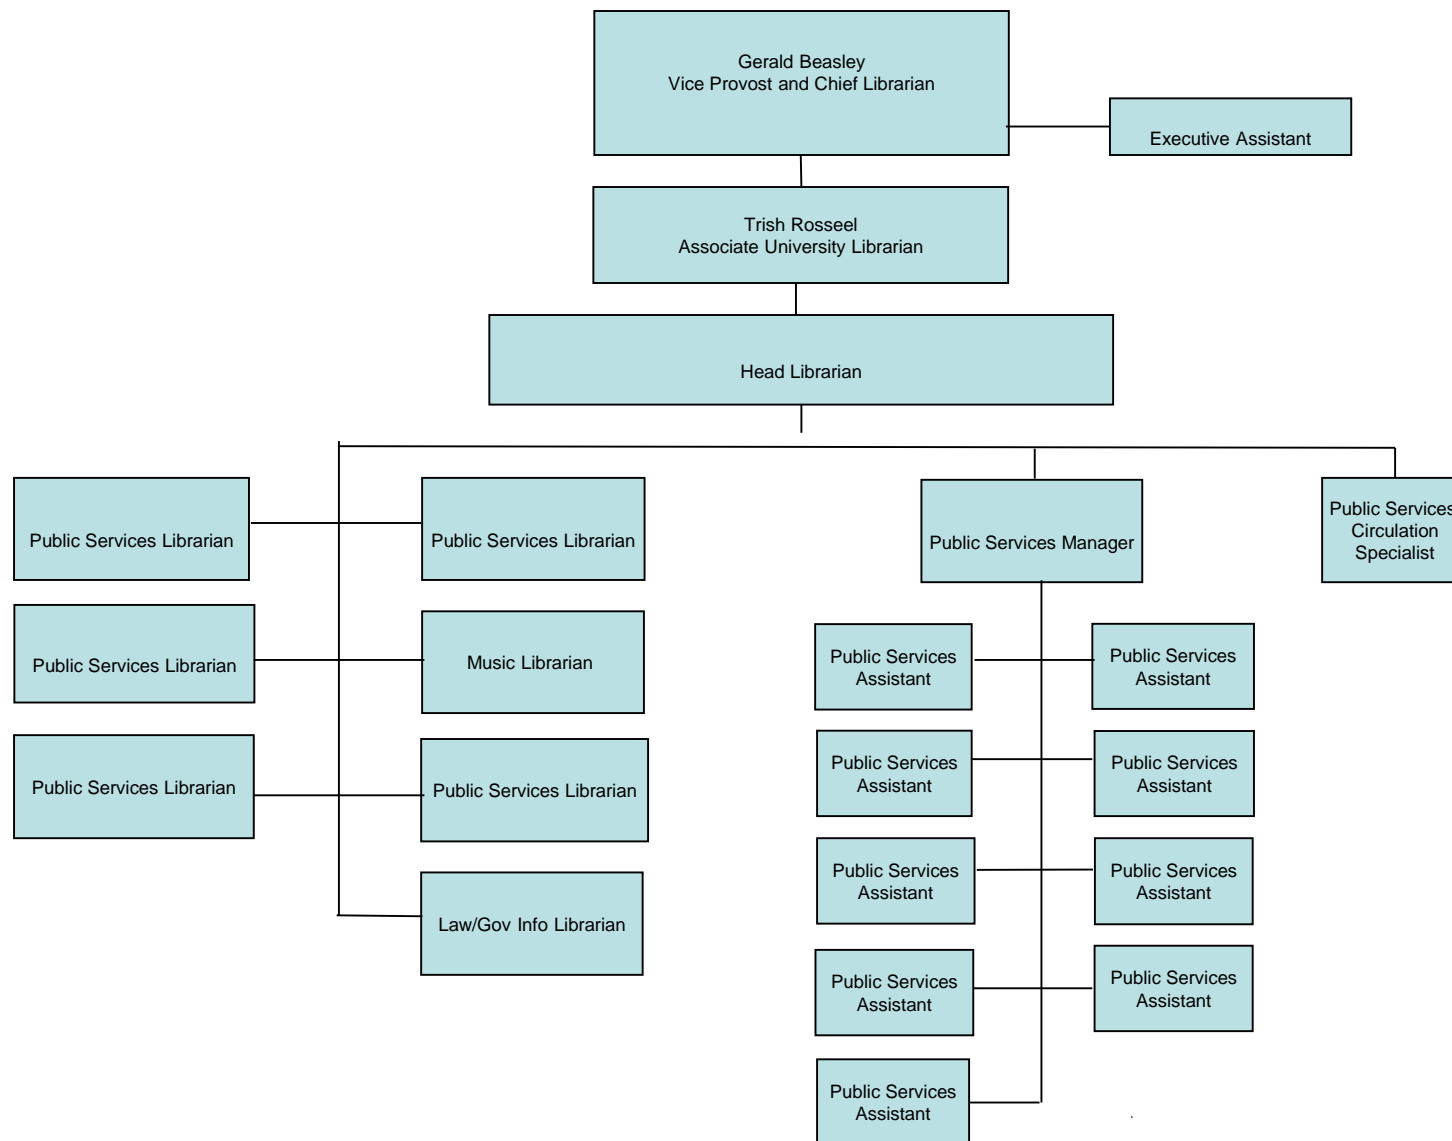 Gerald Beasley
Vice Provost and Chief Librarian
Executive Assistant
Trish Rosseel
Associate University Librarian
Head Librarian
Public Services Librarian
Public Services Librarian
Public Services Manager
Public Services
Circulation
Specialist
Public Services Librarian
Music Librarian
Public Services Librarian
Public Services Librarian
Law/Gov Info Librarian
Public Services
Assistant
Public Services
Assistant
Public Services
Assistant
Public Services
Assistant
Public Services
Assistant
Public Services
Assistant
Public Services
Assistant
Public Services
Assistant
Public Services
Assistant